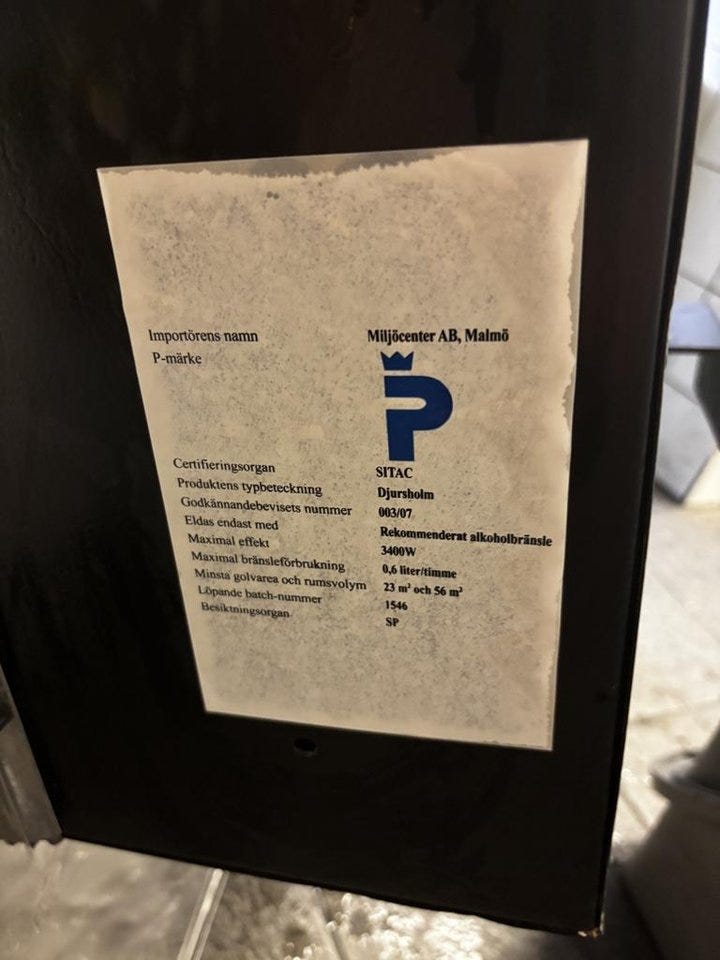 Importörens namn Miljöcenter AB, Malmö
P-märke P
Certifieringsorgan SITAC
Produktens typbeteckning Djursholm
Godkännandebevisets nummer 003/07
Eldas endast med Rekommenderat alkoholbränsle
Maximal effekt 3400W
Maximal bränsleförbrukning 0,6 liter/timme
Minsta golvarea och rumsvolym 23 m² och 56 m²
Löpande batch-nummer 1546
Besiktningsorgan SP